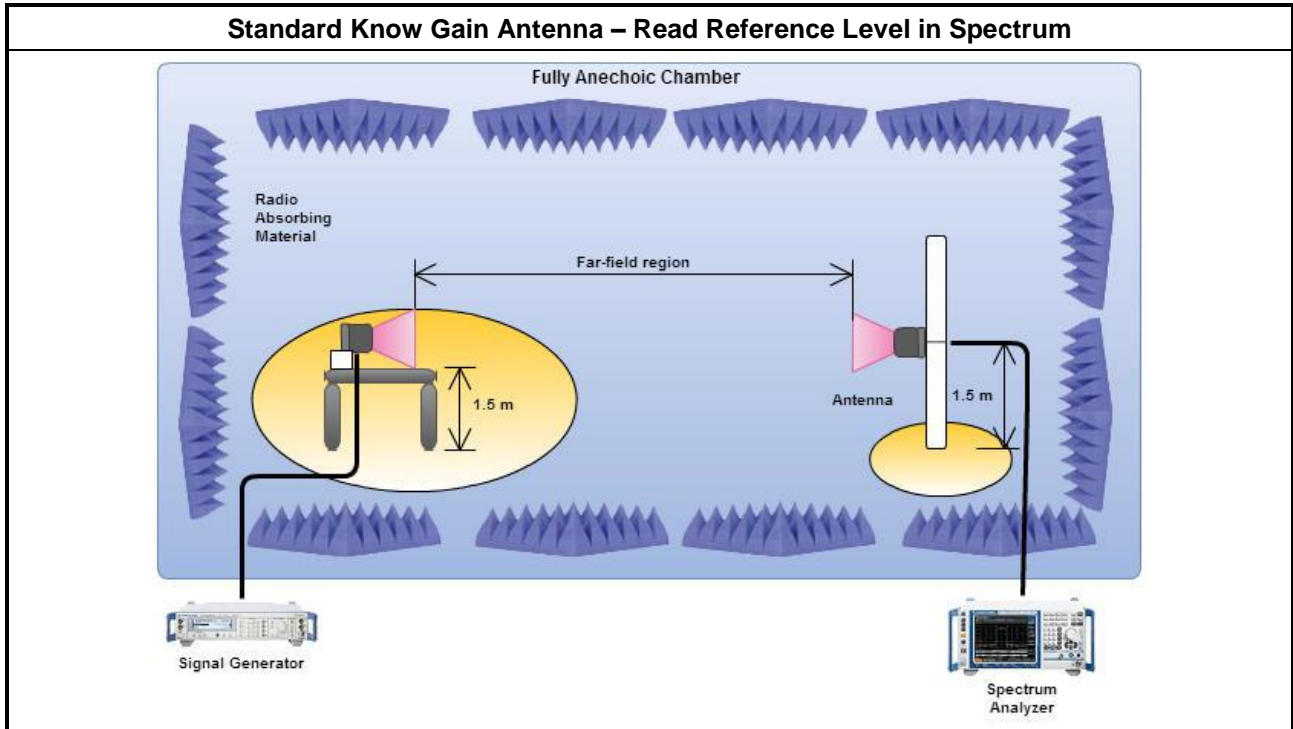 Standard Know Gain Antenna – Read Reference Level in Spectrum
Fully Anechoic Chamber
Radio
Absorbing
Material
Far-field region
1.5 m
Antenna
1.5 m
Signal Generator
Spectrum
Analyzer